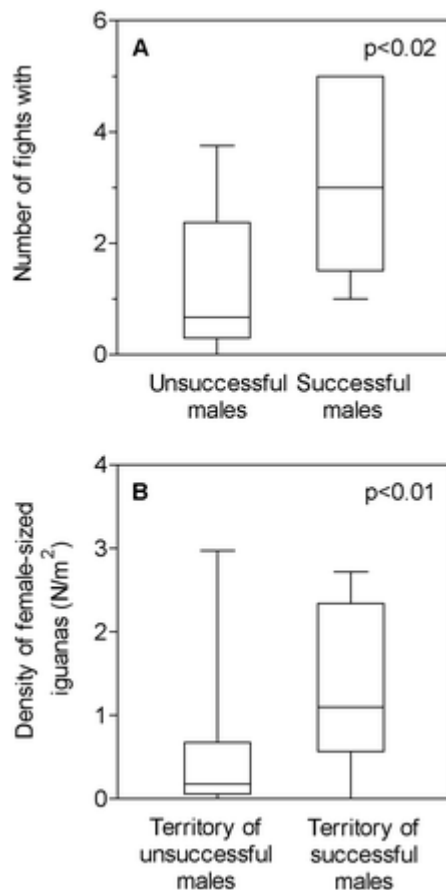 6
A
p<0.02
4
2
0
Number of fights with
Unsuccessful Successful
males males
4
B
p<0.01
3
2
1
0
Density of female-sized
iguanas (N/m²)
Territory of Territory of
unsuccessful successful
males males